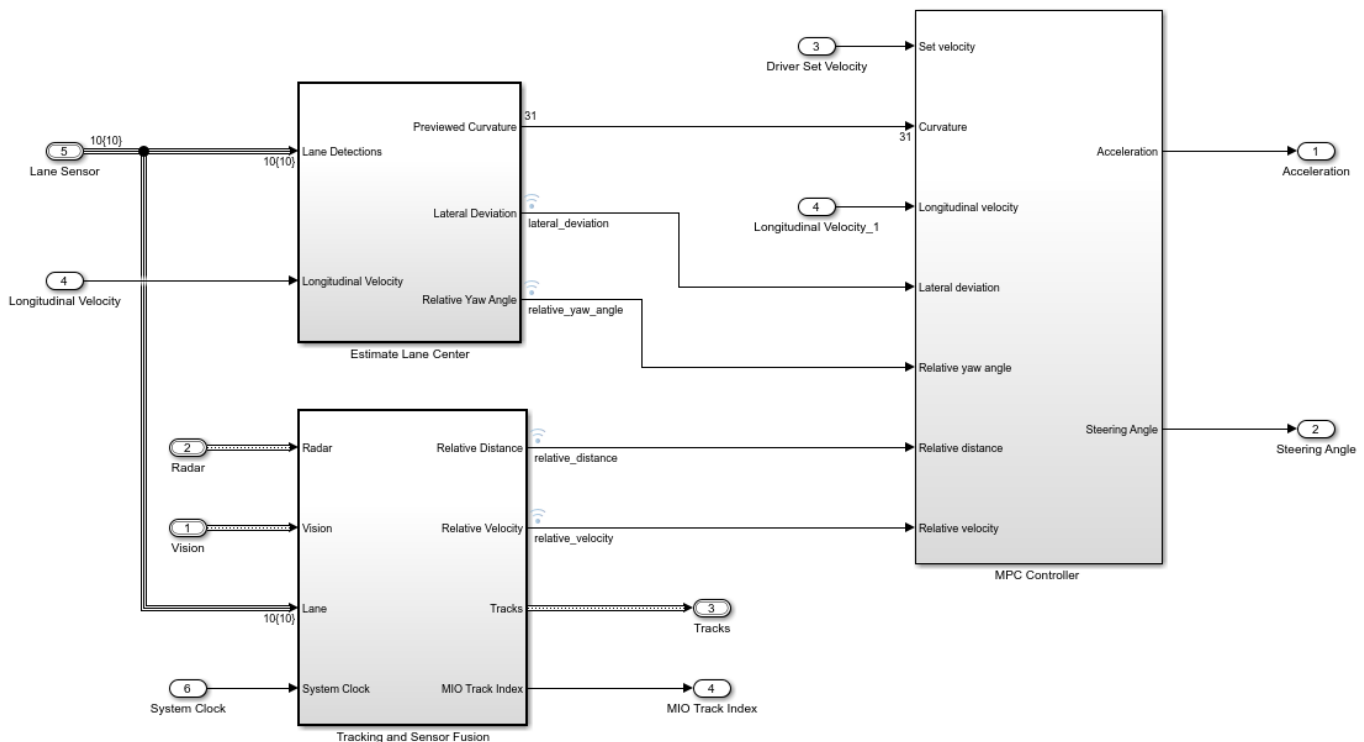 3
Driver Set Velocity
Set velocity
10{10}
5
Lane Sensor
10{10}
Lane Detections
Previewed Curvature
31
31
Curvature
Acceleration
1
Acceleration
Lateral Deviation
lateral_deviation
4
Longitudinal Velocity_1
Longitudinal velocity
4
Longitudinal Velocity
Longitudinal Velocity
Relative Yaw Angle
relative_yaw_angle
Lateral deviation
Estimate Lane Center
Relative yaw angle
2
Radar
Radar
Relative Distance
relative_distance
Relative distance
Steering Angle
2
Steering Angle
1
Vision
Vision
Relative Velocity
relative_velocity
Relative velocity
MPC Controller
10{10}
Lane
Tracks
3
Tracks
6
System Clock
System Clock
MIO Track Index
4
MIO Track Index
Tracking and Sensor Fusion